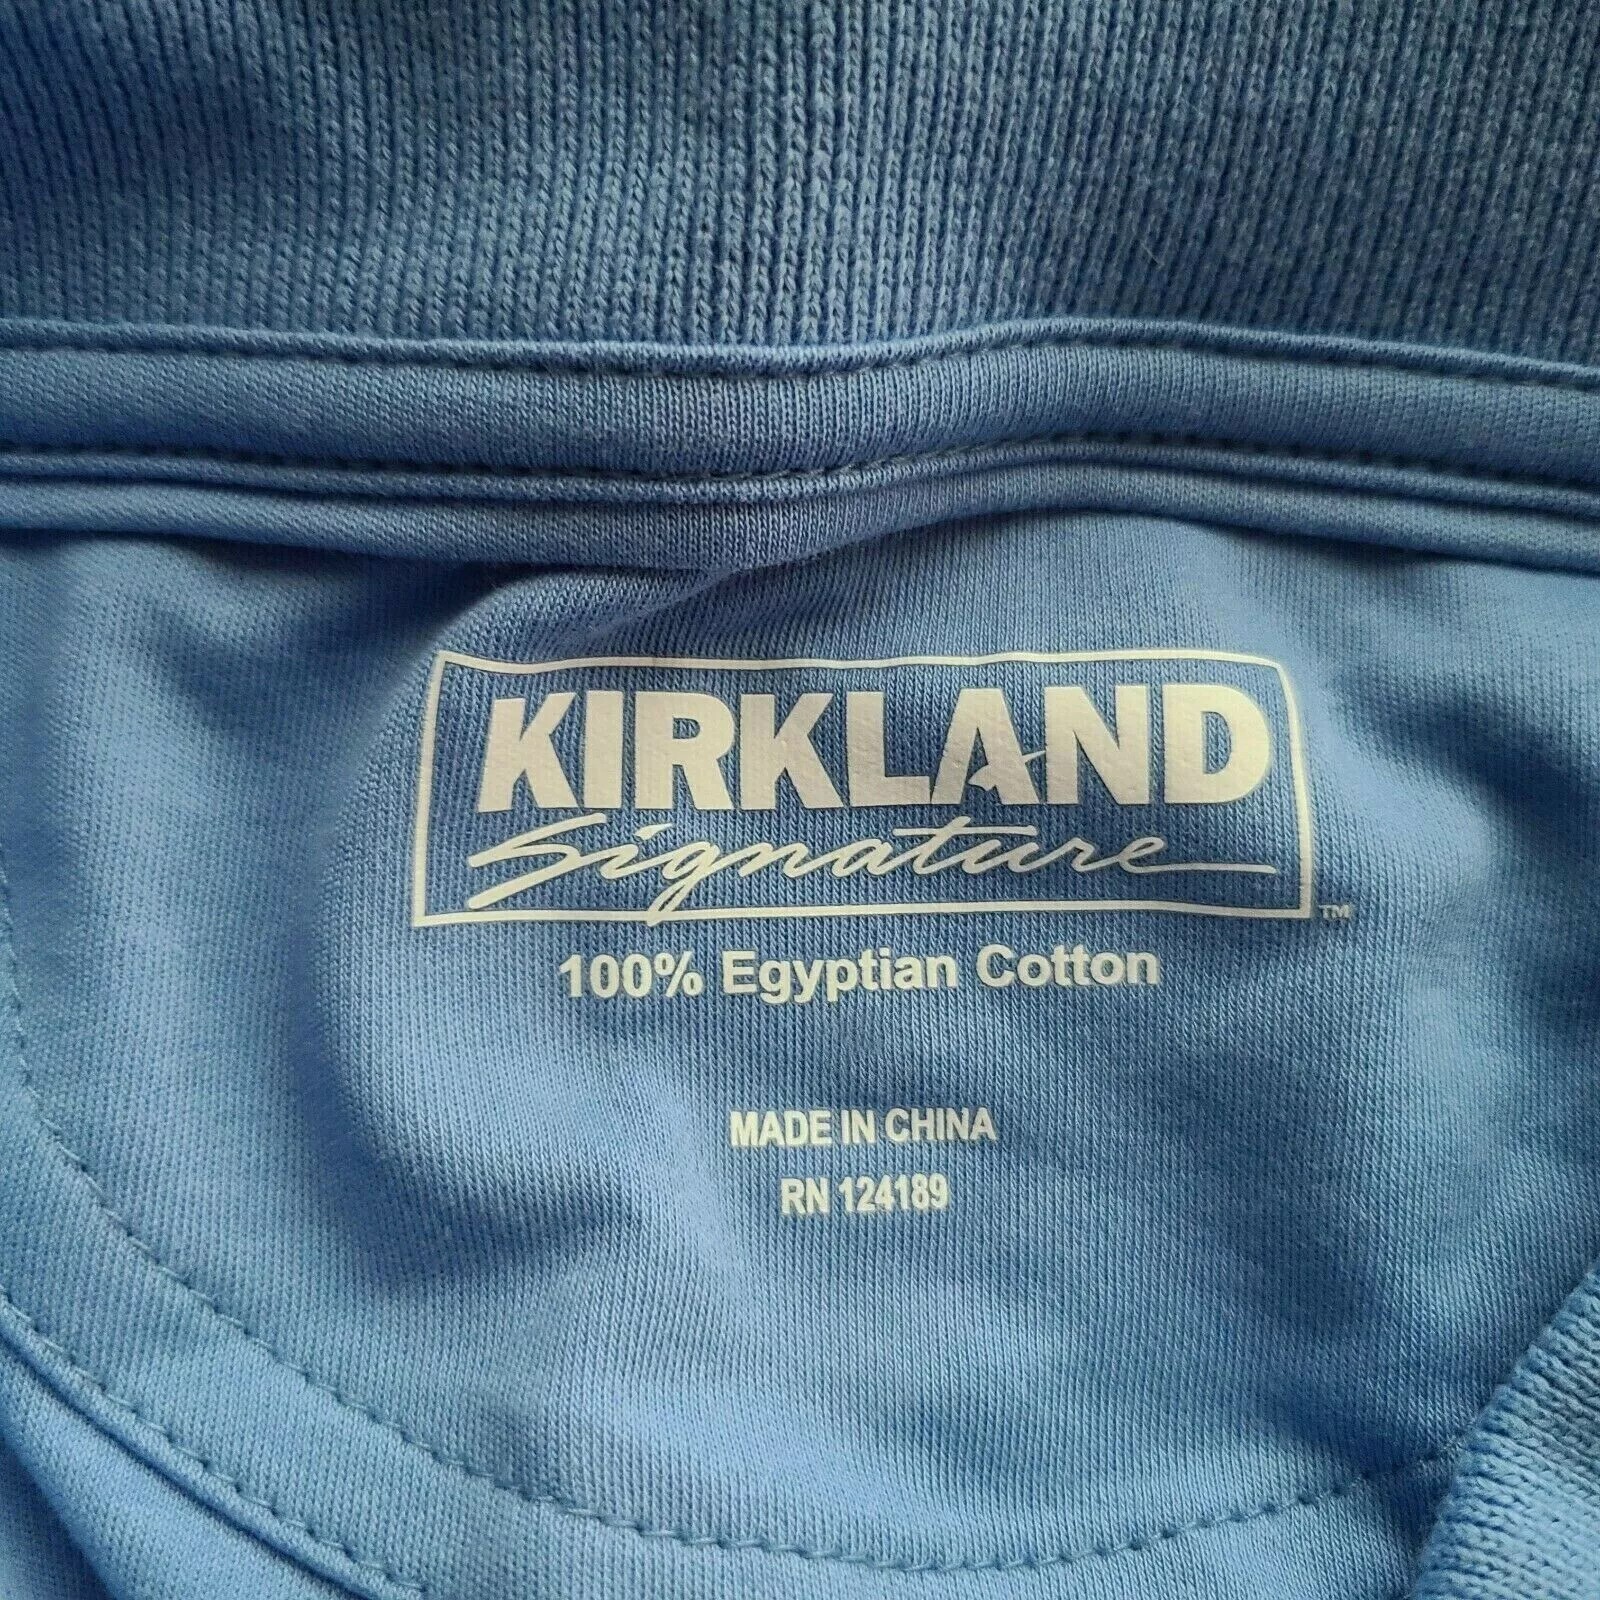 KIRKLAND
Signature
™
100% Egyptian Cotton
MADE IN CHINA
RN 124189